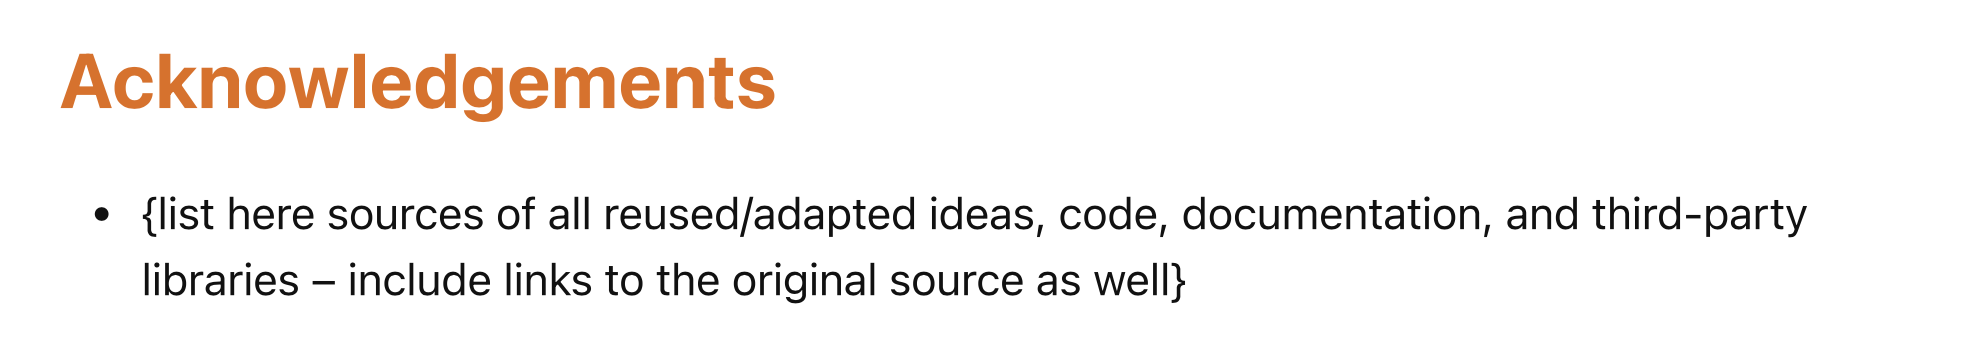 Acknowledgements
• {list here sources of all reused/adapted ideas, code, documentation, and third-party
libraries – include links to the original source as well}